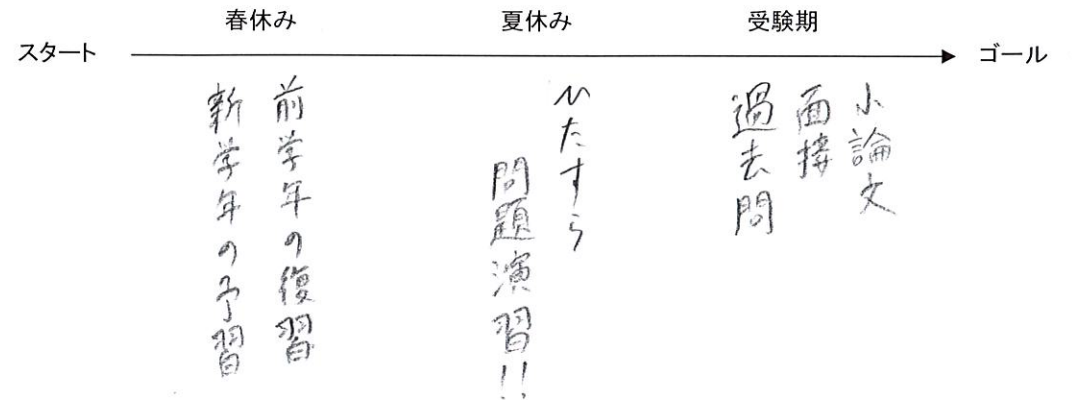 春休み
夏休み
受験期
スタート
ゴール
前学年の復習
新学年の予習
ひたすら
問題演習!!
小論文
面接
過去問